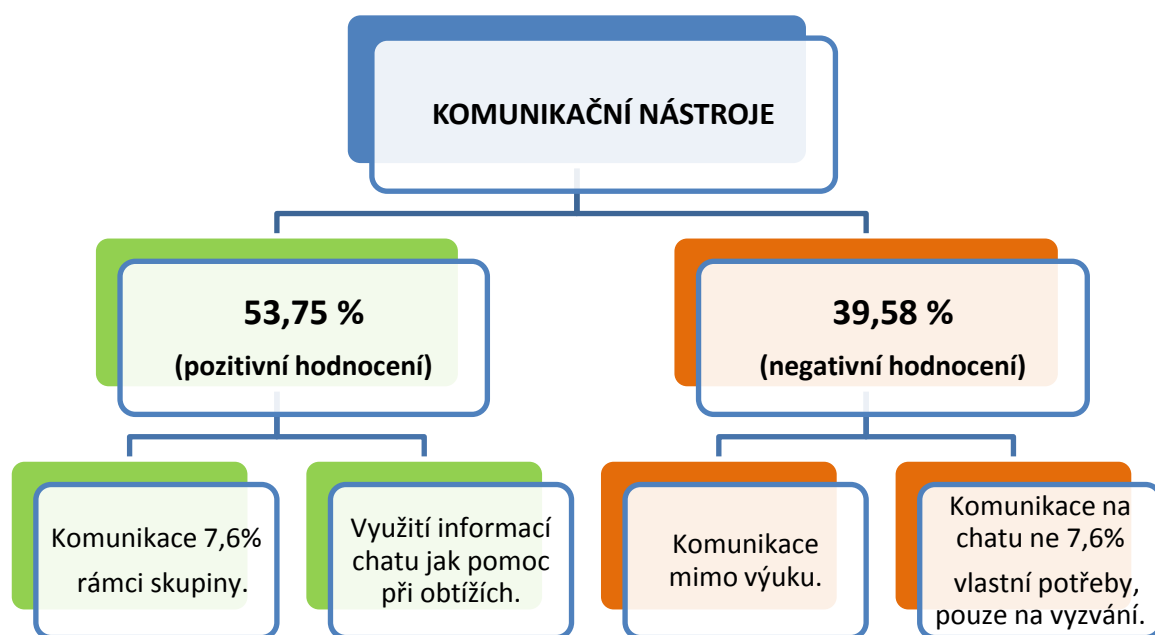 KOMUNIKAČNÍ NÁSTROJE
53,75 %
(pozitivní hodnocení)
39,58 %
(negativní hodnocení)
Komunikace 7,6%
rámci skupiny.
Využití informací
chatu jak pomoc
při obtížích.
Komunikace
mimo výuku.
Komunikace na
chatu ne 7,6%
vlastní potřeby,
pouze na vyzvání.